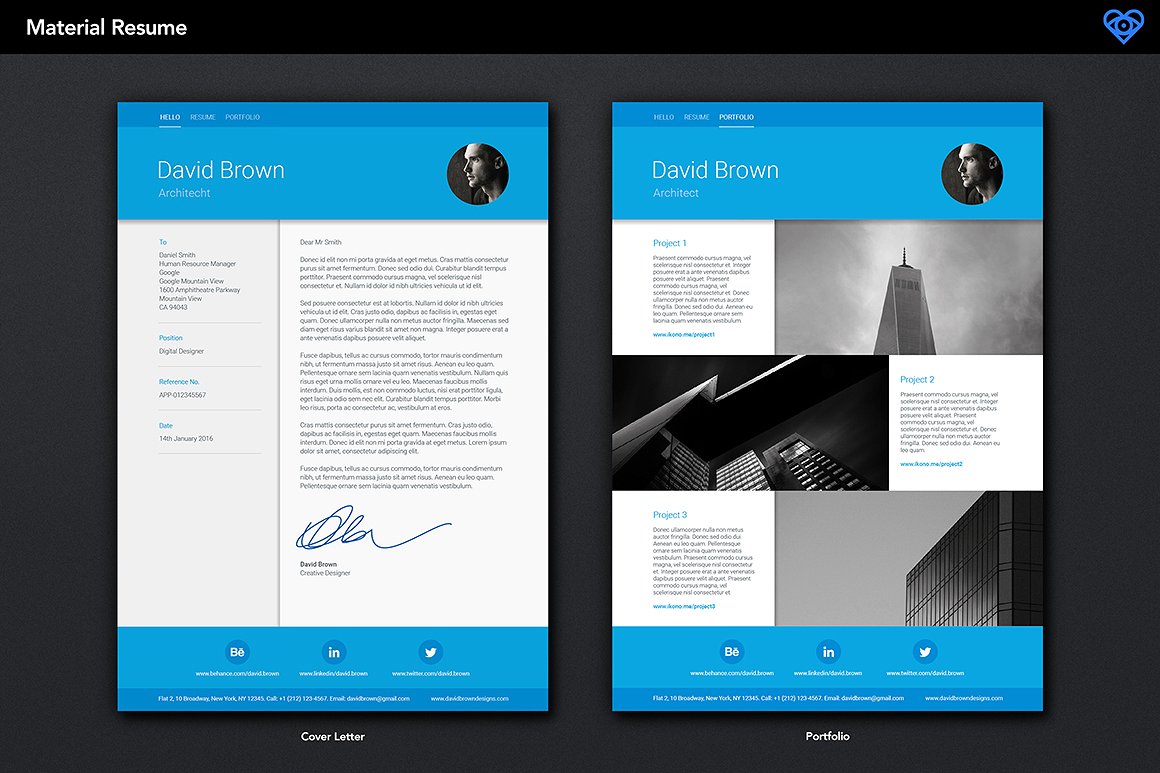 Material Resume
HELLO RESUME PORTFOLIO
David Brown
Architecht
To
Daniel Smith
Human Resource Manager
Google
Google Mountain View
1600 Amphitheatre Parkway
Mountain View
CA 94043
Position
Digital Designer
Reference No.
APP-012345567
Date
14th January 2016
Dear Mr Smith
Donec id elit non mi porta gravida at eget metus. Cras mattis consectetur
purus sit amet fermentum. Donec sed odio dui. Curabitur blandit tempus
porttitor. Praesent commodo cursus magna, vel scelerisque nisl
consectetur et. Nullam id dolor id nibh ultricies vehicula ut id elit.
Sed posuere consectetur est at lobortis. Nullam id dolor id nibh ultricies
vehicula ut id elit. Cras justo odio, dapibus ac facilisis in, egestas eget
quam. Donec ullamcorper nulla non metus auctor fringilla. Maecenas sed
diam eget risus varius blandit sit amet non magna. Integer posuere erat a
ante venenatis dapibus posuere velit aliquet.
Fusce dapibus, tellus ac cursus commodo, tortor mauris condimentum
nibh, ut fermentum massa justo sit amet risus. Aenean eu leo quam.
Pellentesque ornare sem lacinia quam venenatis vestibulum. Nullam quis
risus eget urna mollis ornare vel eu leo. Maecenas faucibus mollis
interdum. Duis mollis, est non commodo luctus, nisi erat porttitor ligula,
eget lacinia odio sem nec elit. Curabitur blandit tempus porttitor. Morbi
leo risus, porta ac consectetur ac, vestibulum at eros.
Cras mattis consectetur purus sit amet fermentum. Cras justo odio,
dapibus ac facilisis in, egestas eget quam. Maecenas faucibus mollis
interdum. Donec id elit non mi porta gravida at eget metus. Lorem ipsum
dolor sit amet, consectetur adipiscing elit.
Fusce dapibus, tellus ac cursus commodo, tortor mauris condimentum
nibh, ut fermentum massa justo sit amet risus. Aenean eu leo quam.
Pellentesque ornare sem lacinia quam venenatis vestibulum.
David Brown
Creative Designer
Bē in
www.behance.com/david.brown www.linkedin/david.brown www.twitter.com/david.brown
Flat 2, 10 Broadway, New York, NY 12345. Call: +1 (212) 123-4567. Email: davidbrown@gmail.com www.davidbrowndesigns.com
Cover Letter
HELLO RESUME PORTFOLIO
David Brown
Architect
Project 1
Praesent commodo cursus magna, vel
scelerisque nisl consectetur et. Integer
posuere erat a ante venenatis dapibus
posuere velit aliquet. Praesent
commodo cursus magna, vel
scelerisque nisl consectetur et. Donec
ullamcorper nulla non metus auctor
fringilla. Donec sed odio dui. Aenean eu
leo quam. Pellentesque ornare sem
lacinia quam venenatis vestibulum.
www.ikono.me/project1
Project 2
Praesent commodo cursus magna, vel
scelerisque nisl consectetur et. Integer
posuere erat a ante venenatis dapibus
posuere velit aliquet. Praesent
commodo cursus magna, vel
scelerisque nisl consectetur et. Donec
ullamcorper nulla non metus auctor
fringilla. Donec sed odio dui. Aenean eu
leo quam.
www.ikono.me/project2
Project 3
Donec ullamcorper nulla non metus
auctor fringilla. Donec sed odio dui.
Aenean eu leo quam. Pellentesque
ornare sem lacinia quam venenatis
vestibulum. Praesent commodo cursus
magna, vel scelerisque nisl consectetur
et. Integer posuere erat a ante venenatis
dapibus posuere velit aliquet. Praesent
commodo cursus magna, vel
scelerisque nisl consectetur et.
www.ikono.me/project3
Bē in
www.behance.com/david.brown www.linkedin/david.brown www.twitter.com/david.brown
Flat 2, 10 Broadway, New York, NY 12345. Call: +1 (212) 123-4567. Email: davidbrown@gmail.com www.davidbrowndesigns.com
Portfolio